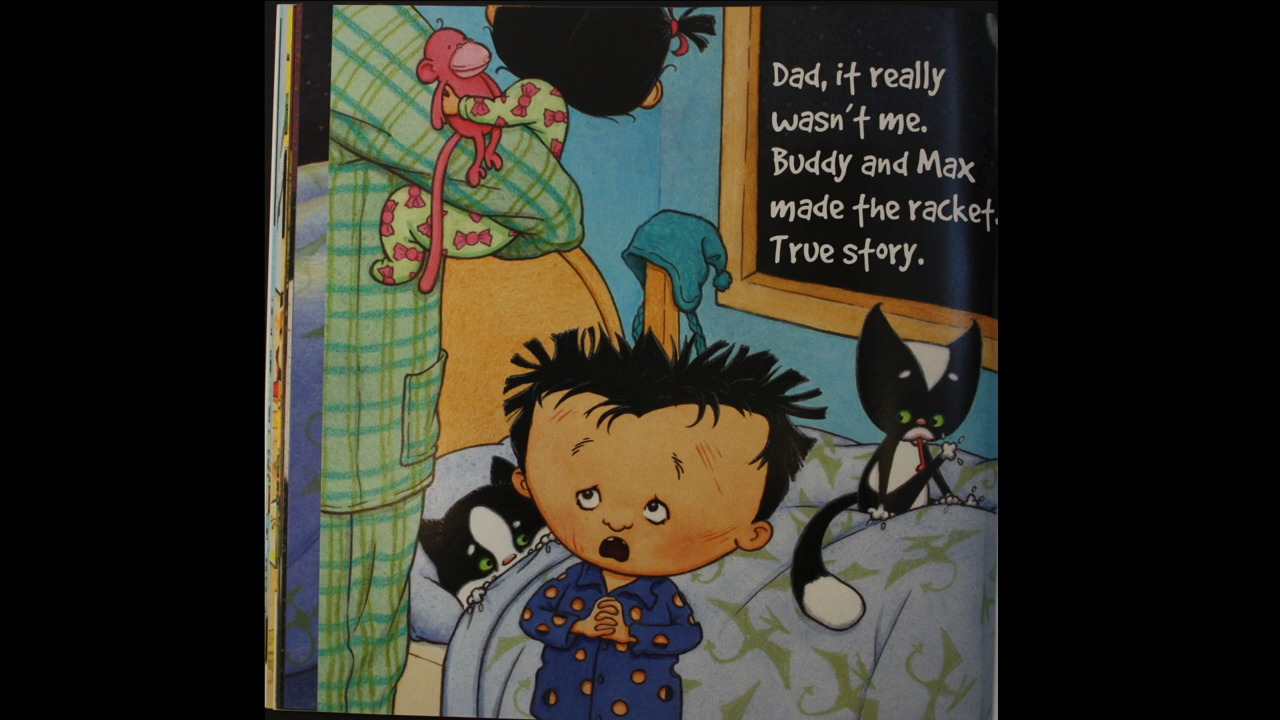 Dad, it really
wasn't me.
Buddy and Max
made the racket.
True story.